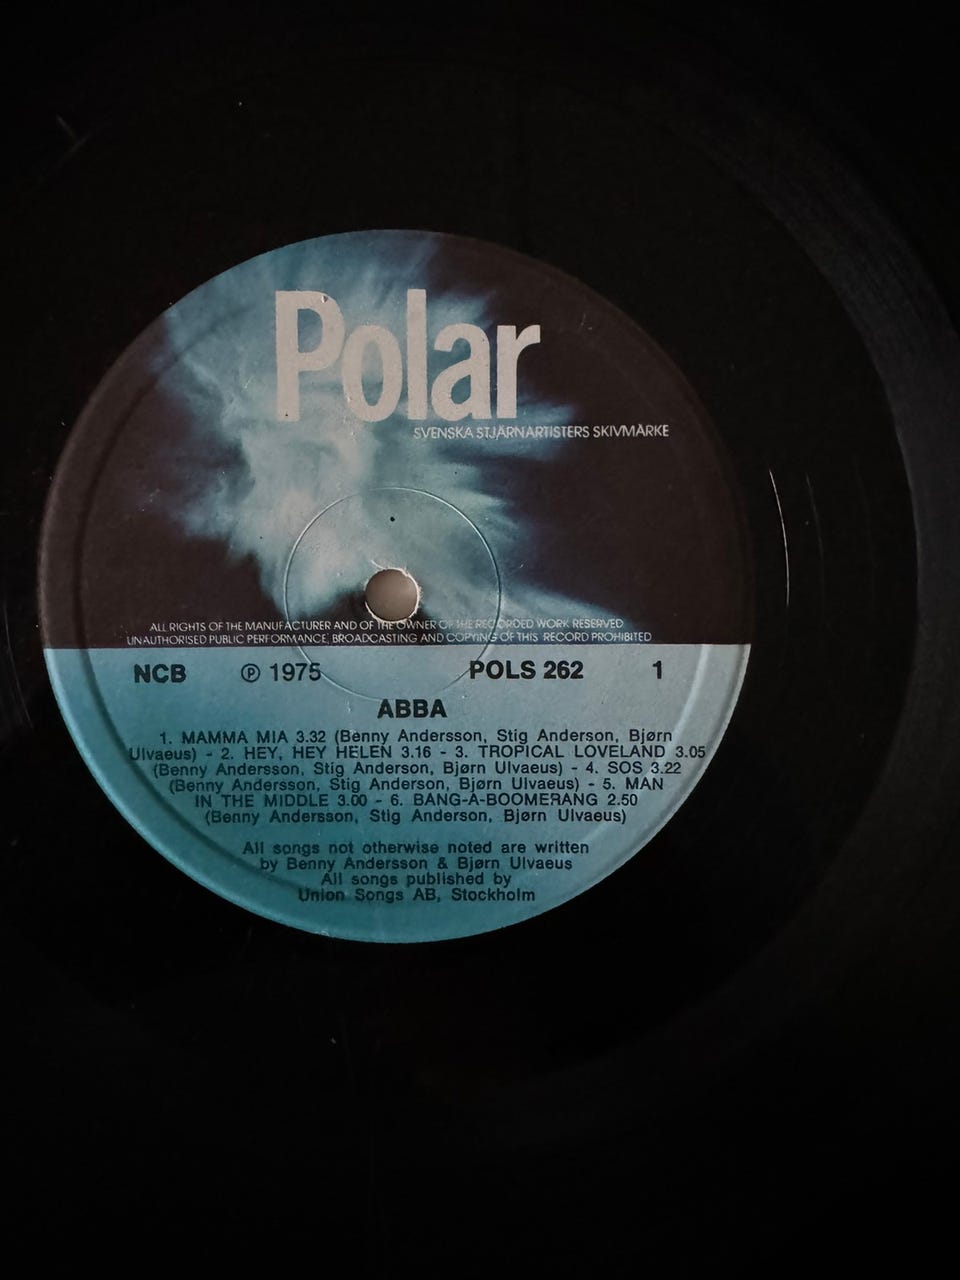 Polar
SVENSKA STJÄRNARTISTERS SKIVMÄRKE
ALL RIGHTS OF THE MANUFACTURER AND OF THE OWNER OF THE RECORDED WORK RESERVED
UNAUTHORISED PUBLIC PERFORMANCE, BROADCASTING AND COPYING OF THIS RECORD PROHIBITED
NCB ℗ 1975 POLS 262 1
ABBA
1. MAMMA MIA 3.32 (Benny Andersson, Stig Anderson, Bjørn
Ulvaeus) - 2. HEY, HEY HELEN 3.16 - 3. TROPICAL LOVELAND 3.05
(Benny Andersson, Stig Anderson, Bjørn Ulvaeus) - 4. SOS 3.22
(Benny Andersson, Stig Anderson, Bjørn Ulvaeus) - 5. MAN
IN THE MIDDLE 3.00 - 6. BANG-A-BOOMERANG 2.50
(Benny Andersson, Stig Anderson, Bjørn Ulvaeus)
All songs not otherwise noted are written
by Benny Andersson & Bjørn Ulvaeus
All songs published by
Union Songs AB, Stockholm